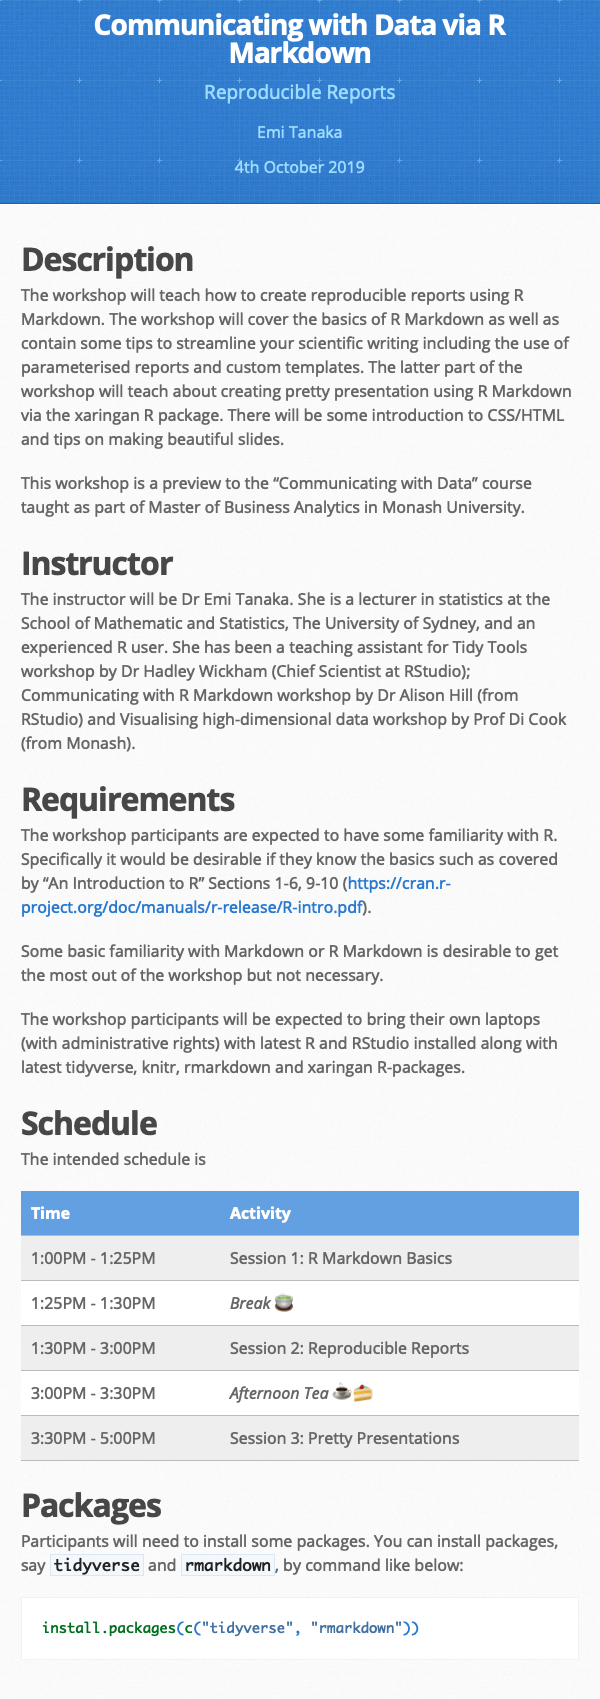 Communicating with Data via R
Markdown
Reproducible Reports
Emi Tanaka
4th October 2019
Description
The workshop will teach how to create reproducible reports using R
Markdown. The workshop will cover the basics of R Markdown as well as
contain some tips to streamline your scientific writing including the use of
parameterised reports and custom templates. The latter part of the
workshop will teach about creating pretty presentation using R Markdown
via the xaringan R package. There will be some introduction to CSS/HTML
and tips on making beautiful slides.
This workshop is a preview to the “Communicating with Data” course
taught as part of Master of Business Analytics in Monash University.
Instructor
The instructor will be Dr Emi Tanaka. She is a lecturer in statistics at the
School of Mathematic and Statistics, The University of Sydney, and an
experienced R user. She has been a teaching assistant for Tidy Tools
workshop by Dr Hadley Wickham (Chief Scientist at RStudio);
Communicating with R Markdown workshop by Dr Alison Hill (from
RStudio) and Visualising high-dimensional data workshop by Prof Di Cook
(from Monash).
Requirements
The workshop participants are expected to have some familiarity with R.
Specifically it would be desirable if they know the basics such as covered
by “An Introduction to R” Sections 1-6, 9-10 (https://cran.r-
project.org/doc/manuals/r-release/R-intro.pdf).
Some basic familiarity with Markdown or R Markdown is desirable to get
the most out of the workshop but not necessary.
The workshop participants will be expected to bring their own laptops
(with administrative rights) with latest R and RStudio installed along with
latest tidyverse, knitr, rmarkdown and xaringan R-packages.
Schedule
The intended schedule is
Time Activity
1:00PM - 1:25PM Session 1: R Markdown Basics
1:25PM - 1:30PM Break 🍵
1:30PM - 3:00PM Session 2: Reproducible Reports
3:00PM - 3:30PM Afternoon Tea ☕🍰
3:30PM - 5:00PM Session 3: Pretty Presentations
Packages
Participants will need to install some packages. You can install packages,
say tidyverse and rmarkdown, by command like below:
install.packages(c("tidyverse", "rmarkdown"))